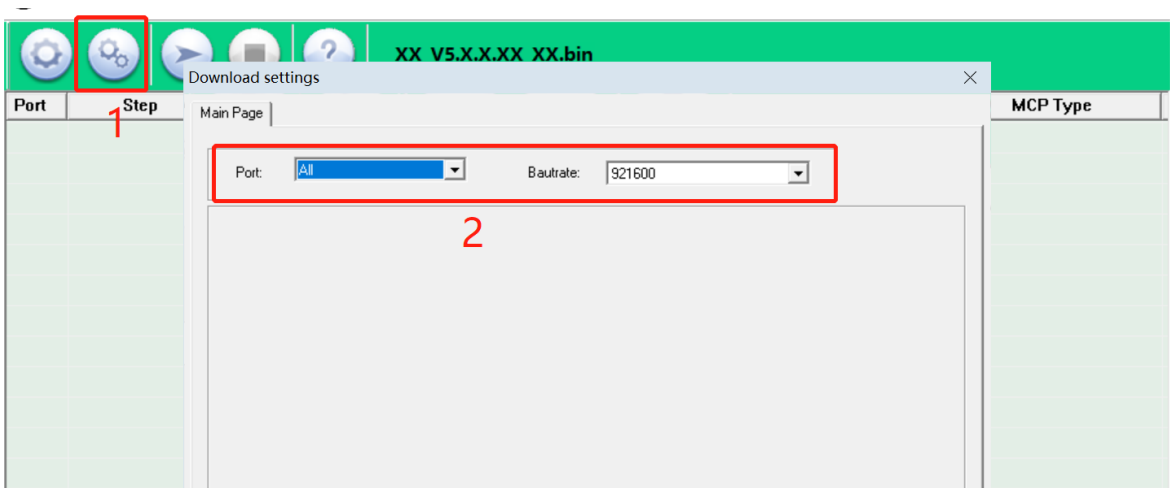 XX_V5.X.X.XX_XX.bin
Download settings
Port Step MCP Type
1
Main Page
Port: All Bautrate: 921600
2